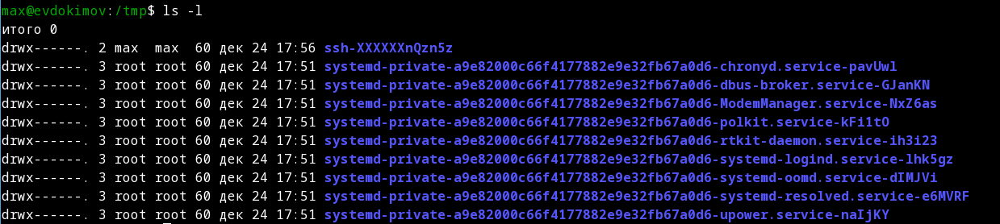 max@evdokimov:/tmp$ ls -l
итого 0
drwx------. 2 max  max  60 дек 24 17:56 ssh-XXXXXXnQzn5z
drwx------. 3 root root 60 дек 24 17:51 systemd-private-a9e82000c66f4177882e9e32fb67a0d6-chronyd.service-pavUwl
drwx------. 3 root root 60 дек 24 17:51 systemd-private-a9e82000c66f4177882e9e32fb67a0d6-dbus-broker.service-GJanKN
drwx------. 3 root root 60 дек 24 17:51 systemd-private-a9e82000c66f4177882e9e32fb67a0d6-ModemManager.service-NxZ6as
drwx------. 3 root root 60 дек 24 17:51 systemd-private-a9e82000c66f4177882e9e32fb67a0d6-polkit.service-kFi1tO
drwx------. 3 root root 60 дек 24 17:51 systemd-private-a9e82000c66f4177882e9e32fb67a0d6-rtkit-daemon.service-ih3i23
drwx------. 3 root root 60 дек 24 17:51 systemd-private-a9e82000c66f4177882e9e32fb67a0d6-systemd-logind.service-lhk5gz
drwx------. 3 root root 60 дек 24 17:51 systemd-private-a9e82000c66f4177882e9e32fb67a0d6-systemd-oomd.service-dIMJVi
drwx------. 3 root root 60 дек 24 17:51 systemd-private-a9e82000c66f4177882e9e32fb67a0d6-systemd-resolved.service-e6MVRF
drwx------. 3 root root 60 дек 24 17:51 systemd-private-a9e82000c66f4177882e9e32fb67a0d6-upower.service-naIjKY